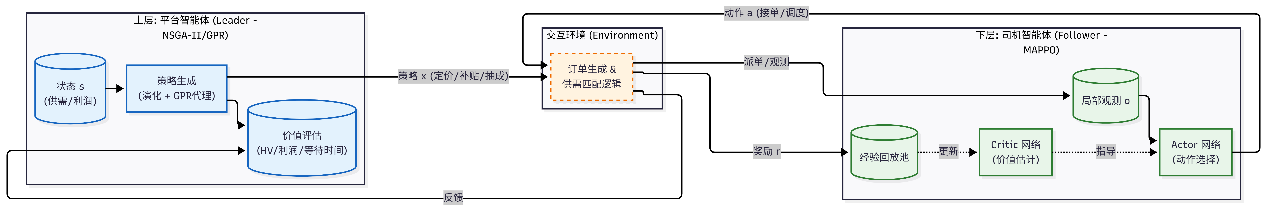 上层: 平台智能体 (Leader -
NSGA-II/GPR)
状态 s
(供需/利润)
策略生成
(演化 + GPR代理)
价值评估
(HV/利润/等待时间)
策略 x (定价/补贴/抽成)
交互环境 (Environment)
订单生成 &
供需匹配逻辑
动作 a (接单/调度)
派单/观测
奖励 r
反馈
下层: 司机智能体 (Follower -
MAPPO)
局部观测 o
经验回放池
更新
Critic 网络
(价值估计)
指导
Actor 网络
(动作选择)